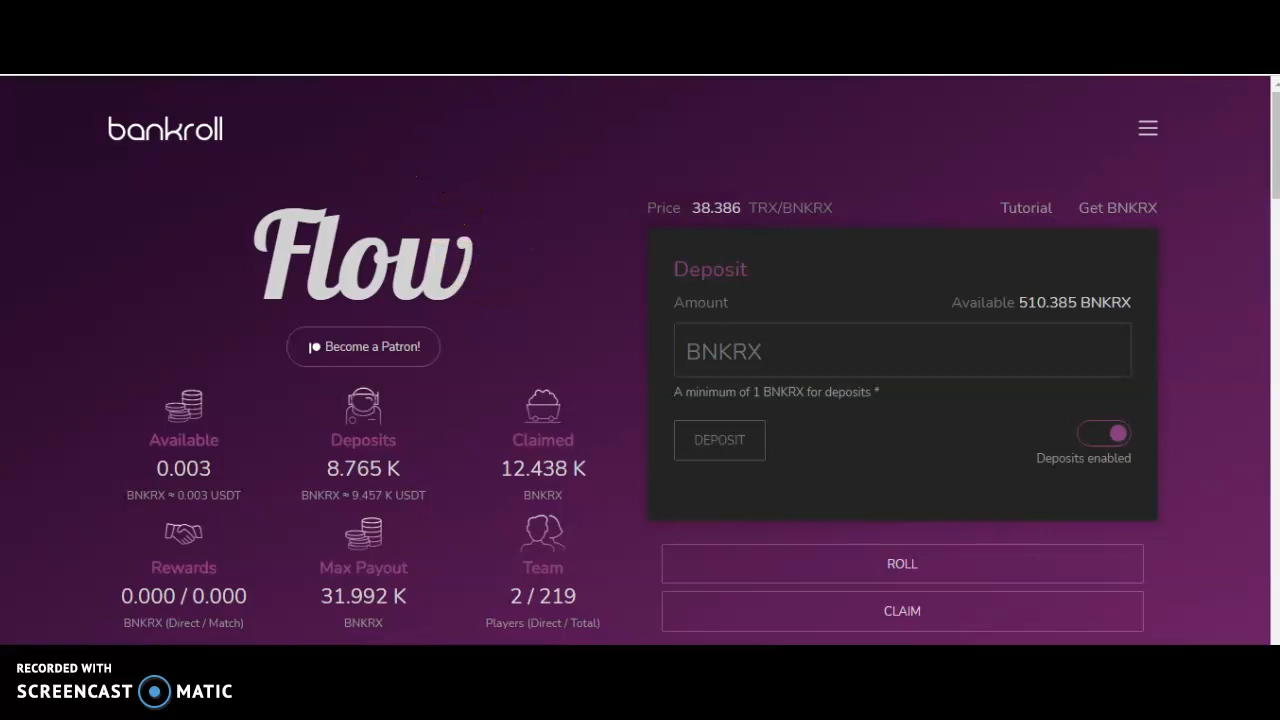 bankroll
Flow
Become a Patron!
Available
0.003
BNKRX ≈ 0.003 USDT
Deposits
8.765 K
BNKRX ≈ 9.457 K USDT
Claimed
12.438 K
BNKRX
Rewards
0.000 / 0.000
BNKRX (Direct / Match)
Max Payout
31.992 K
BNKRX
Team
2 / 219
Players (Direct / Total)
Price 38.386 TRX/BNKRX
Tutorial
Get BNKRX
Deposit
Amount
Available 510.385 BNKRX
BNKRX
A minimum of 1 BNKRX for deposits *
DEPOSIT
Deposits enabled
ROLL
CLAIM
RECORDED WITH
SCREENCAST MATIC